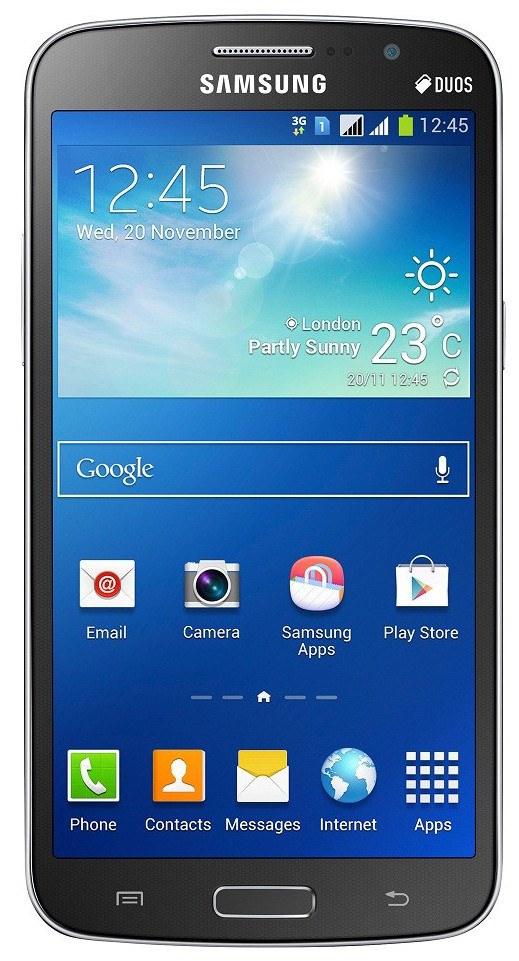 SAMSUNG
DUOS
3G 1 12:45
12:45
Wed, 20 November
London
Partly Sunny
23°C
20/11 12:45
Google
@
Email
Camera
Samsung
Apps
Play Store
Phone
Contacts
Messages
Internet
Apps